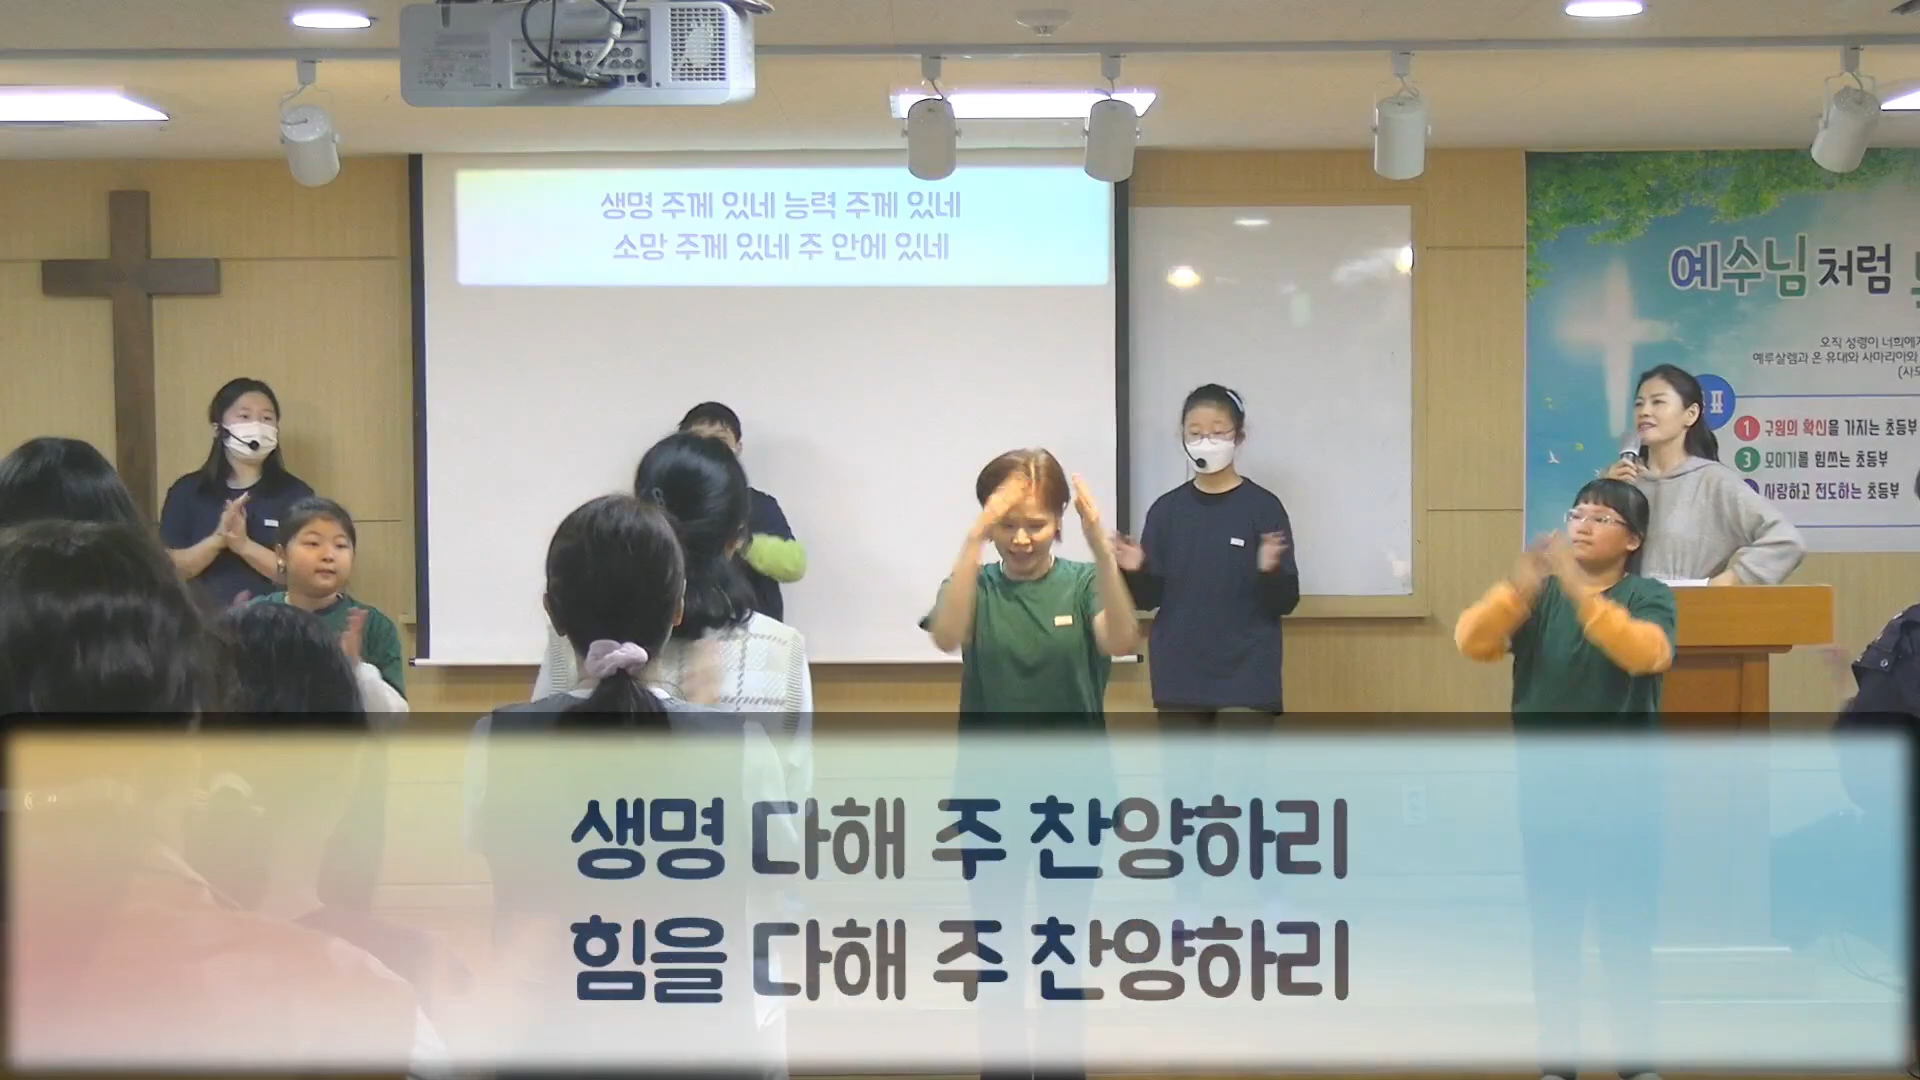 생명 주께 있네 능력 주께 있네
소망 주께 있네 주 안에 있네
예수님처럼
오직 성령이 너희에게
예루살렘과 온 유대와 사마리아와
표
1 구원의 확신을 가지는 초등부
3 모이기를 힘쓰는 초등부
사랑하고 전도하는 초등부
생명 다해 주 찬양하리
힘을 다해 주 찬양하리